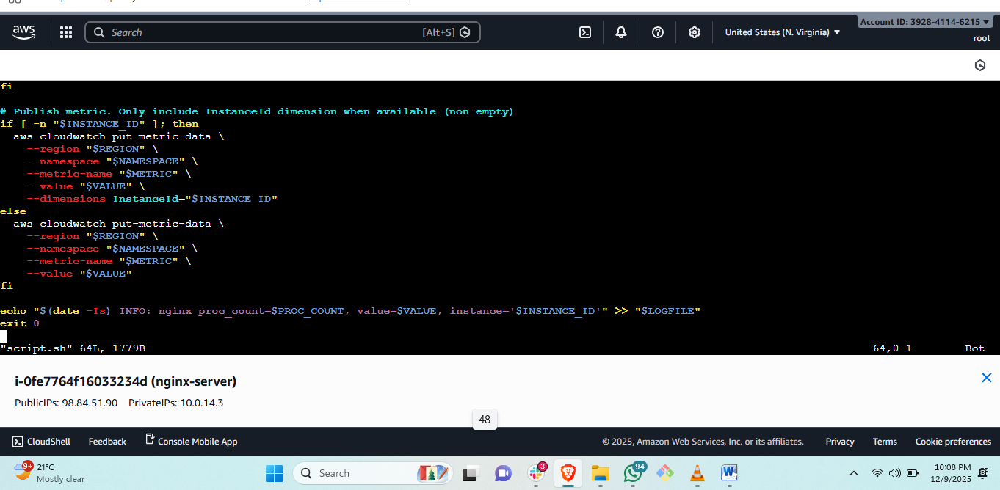 aws
Search
[Alt+S]
United States (N. Virginia) ▼
Account ID: 3928-4114-6215 ▼
root
fi
# Publish metric. Only include InstanceId dimension when available (non-empty)
if [ -n "$INSTANCE_ID" ]; then
  aws cloudwatch put-metric-data \
    --region "$REGION" \
    --namespace "$NAMESPACE" \
    --metric-name "$METRIC" \
    --value "$VALUE" \
    --dimensions InstanceId="$INSTANCE_ID"
else
  aws cloudwatch put-metric-data \
    --region "$REGION" \
    --namespace "$NAMESPACE" \
    --metric-name "$METRIC" \
    --value "$VALUE"
fi
echo "$(date -Is) INFO: nginx proc_count=$PROC_COUNT, value=$VALUE, instance='$INSTANCE_ID'" >> "$LOGFILE"
exit 0
"script.sh" 64L, 1779B
64,0-1
Bot
i-0fe7764f16033234d (nginx-server)
PublicIPs: 98.84.51.90 PrivateIPs: 10.0.14.3
48
CloudShell
Feedback
Console Mobile App
© 2025, Amazon Web Services, Inc. or its affiliates.
Privacy
Terms
Cookie preferences
9+
21°C
Mostly clear
Search
3
94
10:08 PM
12/9/2025